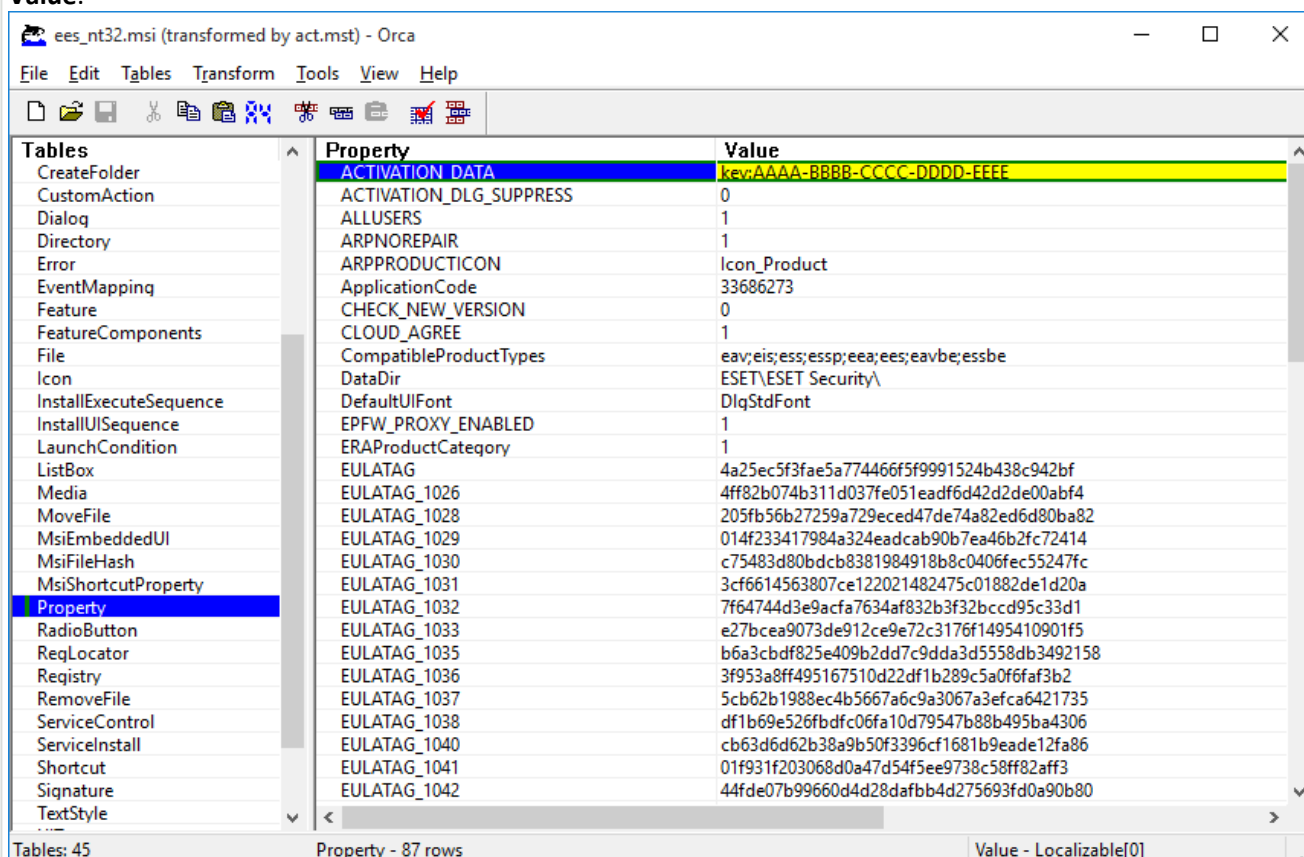 Value:
ees_nt32.msi (transformed by act.mst) - Orca
File Edit Tables Transform Tools View Help
Tables Property Value
CreateFolder ACTIVATION_DATA key:AAAA-BBBB-CCCC-DDDD-EEEE
CustomAction ACTIVATION_DLG_SUPPRESS 0
Dialog ALLUSERS 1
Directory ARPNOREPAIR 1
Error ARPPRODUCTICON Icon_Product
EventMapping ApplicationCode 33686273
Feature CHECK_NEW_VERSION 0
FeatureComponents CLOUD_AGREE 1
File CompatibleProductTypes eav;eis;ess;essp;eea;ees;eavbe;essbe
Icon DataDir ESET\ESET Security\
InstallExecuteSequence DefaultUIFont DlgStdFont
InstallUISequence EPFW_PROXY_ENABLED 1
LaunchCondition ERAProductCategory 1
ListBox EULATAG 4a25ec5f3fae5a774466f5f9991524b438c942bf
Media EULATAG_1026 4ff82b074b311d037fe051eadf6d42d2de00abf4
MoveFile EULATAG_1028 205fb56b27259a729eced47de74a82ed6d80ba82
MsiEmbeddedUI EULATAG_1029 014f233417984a324eadcab90b7ea46b2fc72414
MsiFileHash EULATAG_1030 c75483d80bdcb8381984918b8c0406fec55247fc
MsiShortcutProperty EULATAG_1031 3cf6614563807ce122021482475c01882de1d20a
Property EULATAG_1032 7f64744d3e9acfa7634af832b3f32bccd95c33d1
RadioButton EULATAG_1033 e27bcea9073de912ce9e72c3176f1495410901f5
RegLocator EULATAG_1035 b6a3cbdf825e409b2dd7c9dda3d5558db3492158
Registry EULATAG_1036 3f953a8ff495167510d22df1b289c5a0f6faf3b2
RemoveFile EULATAG_1037 5cb62b1988ec4b5667a6c9a3067a3efca6421735
ServiceControl EULATAG_1038 df1b69e526fbdfc06fa10d79547b88b495ba4306
ServiceInstall EULATAG_1040 cb63d6d62b38a9b50f3396cf1681b9eade12fa86
Shortcut EULATAG_1041 01f931f203068d0a47d54f5ee9738c58ff82aff3
Signature EULATAG_1042 44fde07b99660d4d28dafbb4d275693fd0a90b80
TextStyle
Tables: 45 Property - 87 rows Value - Localizable[0]